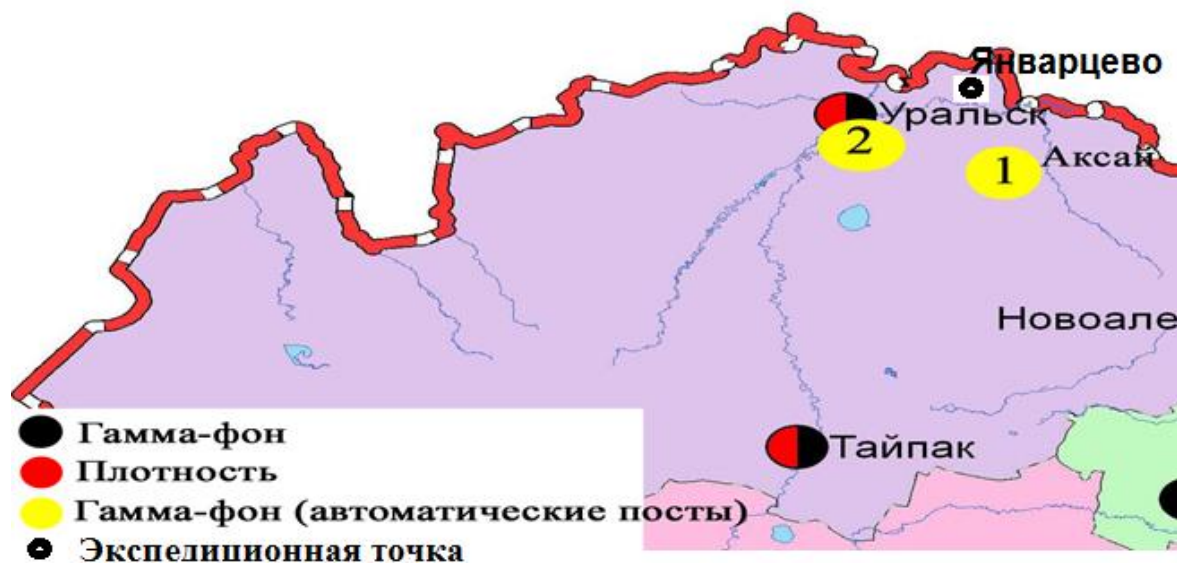 Январцево
Уральск
2
Аксай
1
Новоале
Тайпак
Гамма-фон
Плотность
Гамма-фон (автоматические посты)
Экспедиционная точка